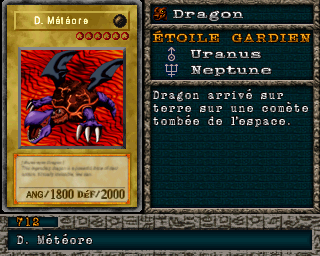 D. Météore
ANG/1800 DÉF/2000
Dragon
ÉTOILE GARDIEN
Uranus
Neptune
Dragon arrivé sur
terre sur une comète
tombée de l'espace.
712
D. Météore